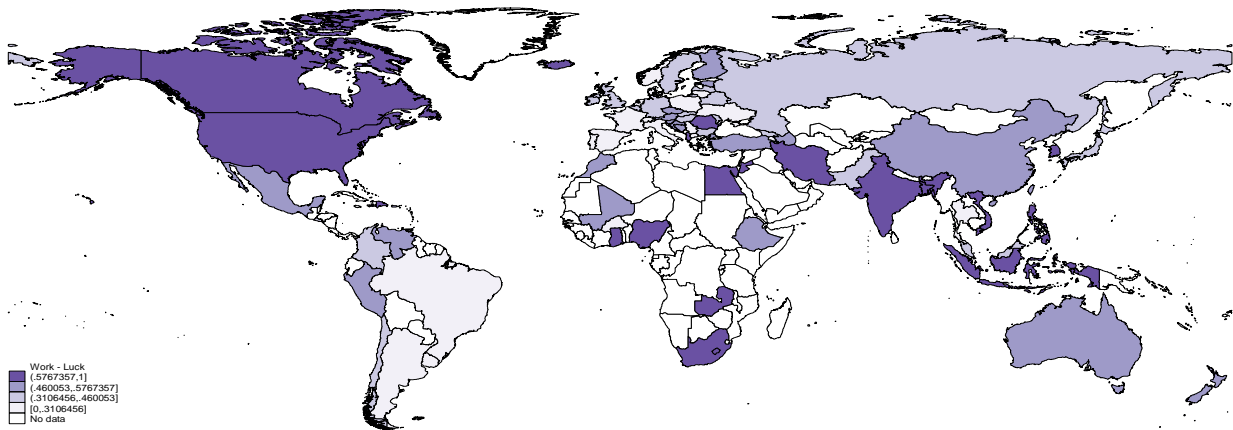 Work - Luck
(.5767357,1]
(.460053,.5767357]
(.3106456,.460053]
[0,.3106456]
No data